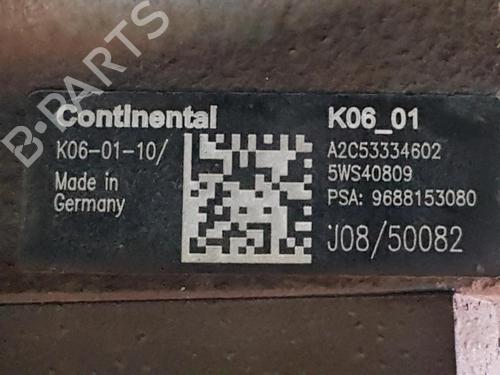 B-PARTS
Continental
K06-01-10/
Made in
Germany
K06_01
A2C53334602
5WS40809
PSA: 9688153080
J08/50082